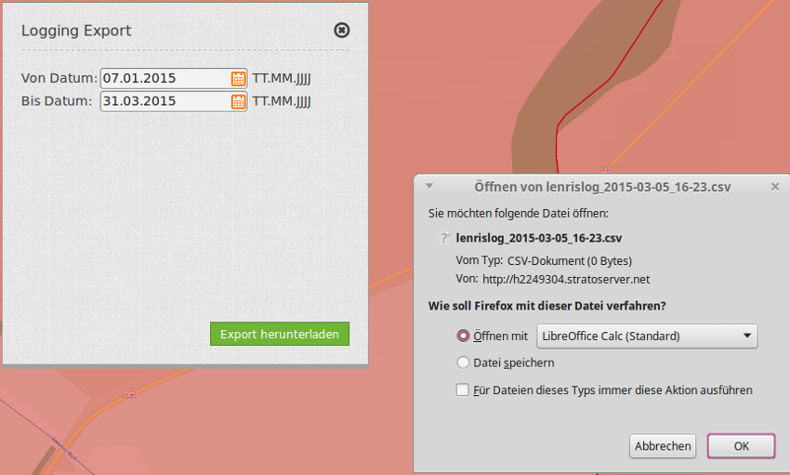 Logging Export
Von Datum: 07.01.2015 TT.MM.JJJJ
Bis Datum: 31.03.2015 TT.MM.JJJJ
Export herunterladen
Öffnen von lenrislog_2015-03-05_16-23.csv
Sie möchten folgende Datei öffnen:
lenrislog_2015-03-05_16-23.csv
Vom Typ: CSV-Dokument (0 Bytes)
Von: http://h2249304.stratoserver.net
Wie soll Firefox mit dieser Datei verfahren?
Öffnen mit LibreOffice Calc (Standard)
Datei speichern
Für Dateien dieses Typs immer diese Aktion ausführen
Abbrechen OK